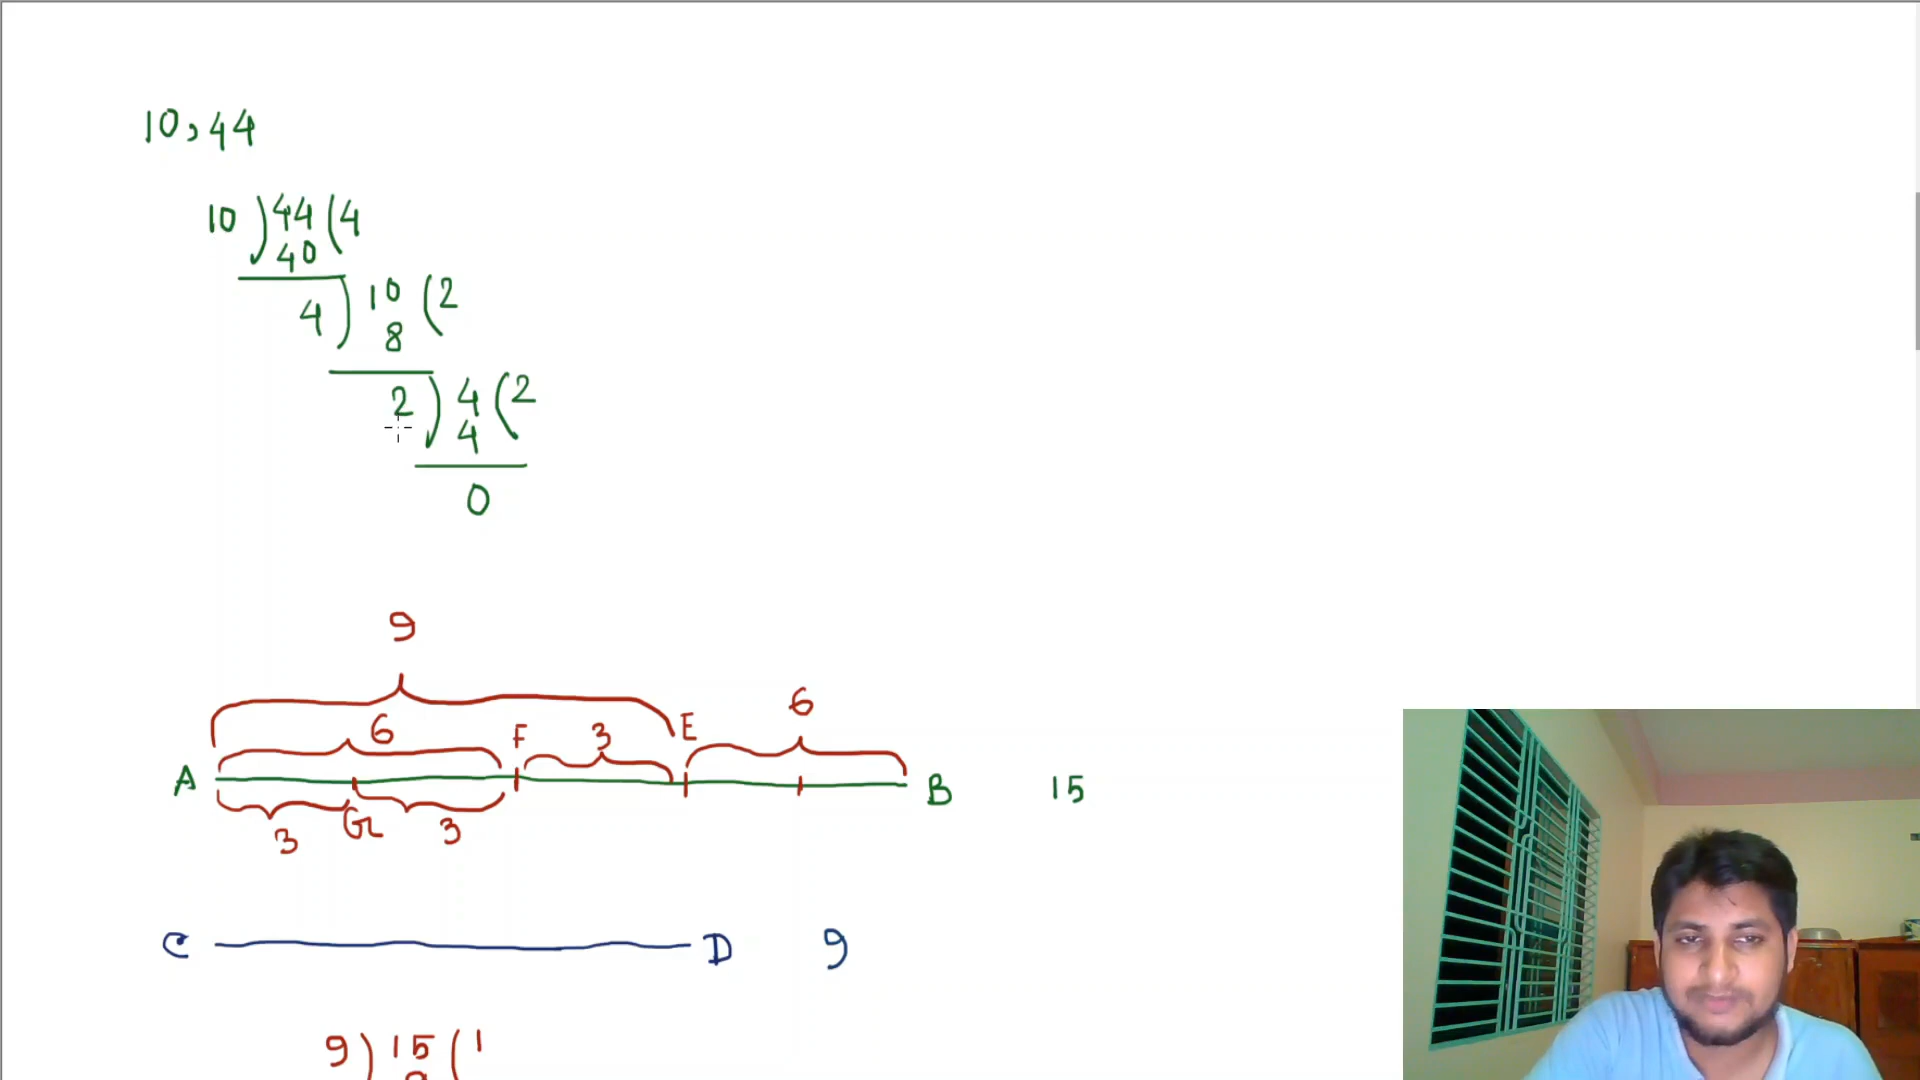 10, 44
10 ) 44 ( 4
40
4 ) 10 ( 2
8
2 ) 4 ( 2
4
0
9
6 F 3 E 6
A B 15
3 G 3
C D 9
9 ) 15 ( 1